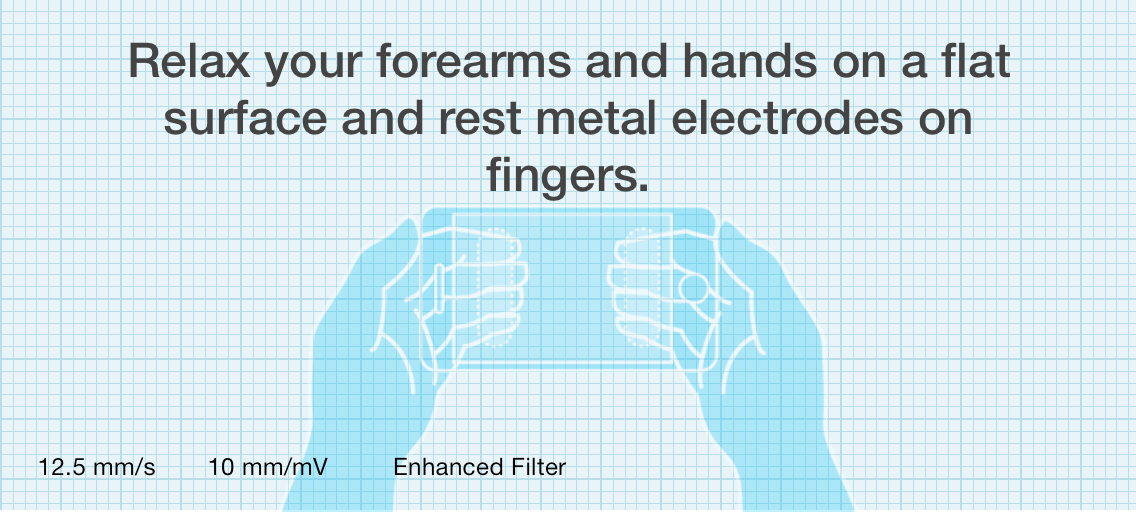 Relax your forearms and hands on a flat
surface and rest metal electrodes on
fingers.
12.5 mm/s 10 mm/mV Enhanced Filter